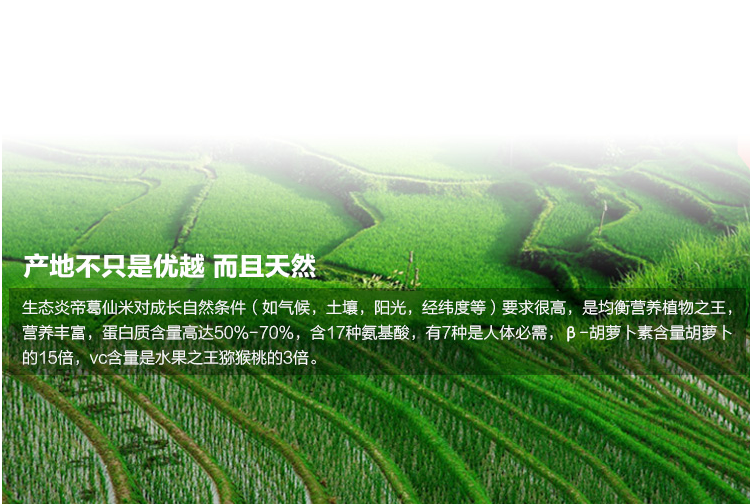 产地不只是优越 而且天然
生态炎帝葛仙米对成长自然条件（如气候，土壤，阳光，经纬度等）要求很高，是均衡营养植物之王，
营养丰富，蛋白质含量高达50%-70%，含17种氨基酸，有7种是人体必需，β-胡萝卜素含量胡萝卜
的15倍，vc含量是水果之王猕猴桃的3倍。